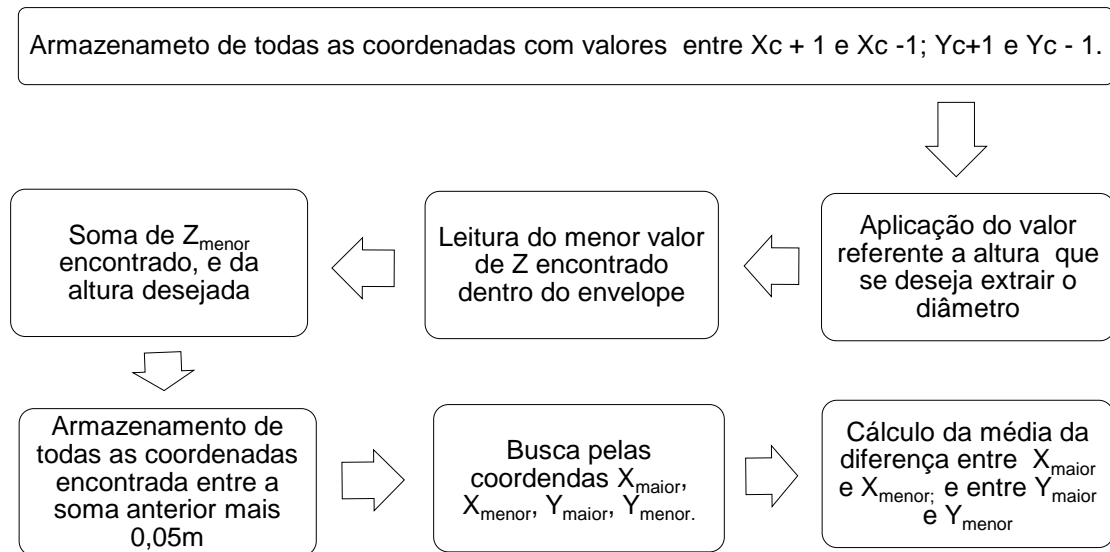 Armazenameto de todas as coordenadas com valores entre Xc + 1 e Xc -1; Yc+1 e Yc - 1.
Aplicação do valor
referente a altura que
se deseja extrair o
diâmetro
Leitura do menor valor
de Z encontrado
dentro do envelope
Soma de Zmenor
encontrado, e da
altura desejada
Armazenamento de
todas as coordenadas
encontrada entre a
soma anterior mais
0,05m
Busca pelas
coordendas Xmaior,
Xmenor, Ymaior, Ymenor.
Cálculo da média da
diferença entre Xmaior
e Xmenor; e entre Ymaior
e Ymenor